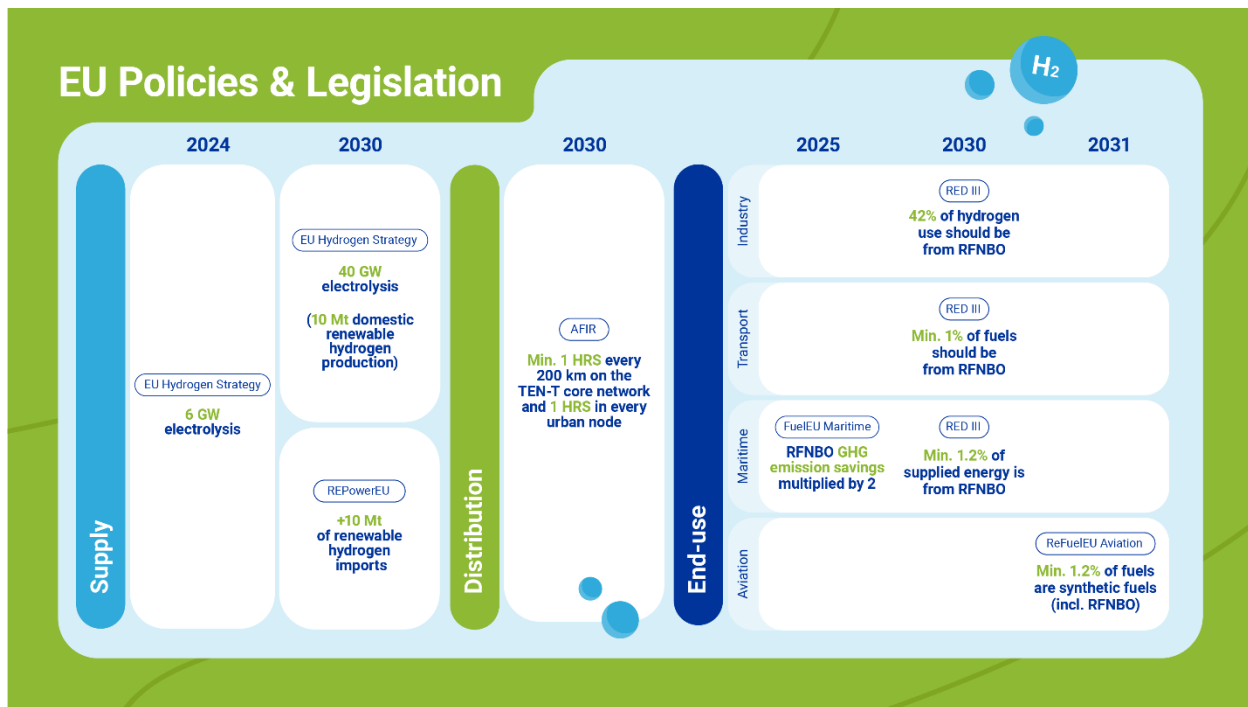 EU Policies & Legislation
H₂
Supply
2024
EU Hydrogen Strategy
6 GW
electrolysis
2030
EU Hydrogen Strategy
40 GW
electrolysis
(10 Mt domestic
renewable
hydrogen
production)
REPowerEU
+10 Mt
of renewable
hydrogen
imports
Distribution
2030
AFIR
Min. 1 HRS every
200 km on the
TEN-T core network
and 1 HRS in every
urban node
End-use
2025
2030
2031
Industry
RED III
42% of hydrogen
use should be
from RFNBO
Transport
RED III
Min. 1% of fuels
should be
from RFNBO
Maritime
FuelEU Maritime
RFNBO GHG
emission savings
multiplied by 2
RED III
Min. 1.2% of
supplied energy is
from RFNBO
Aviation
ReFuelEU Aviation
Min. 1.2% of fuels
are synthetic fuels
(incl. RFNBO)